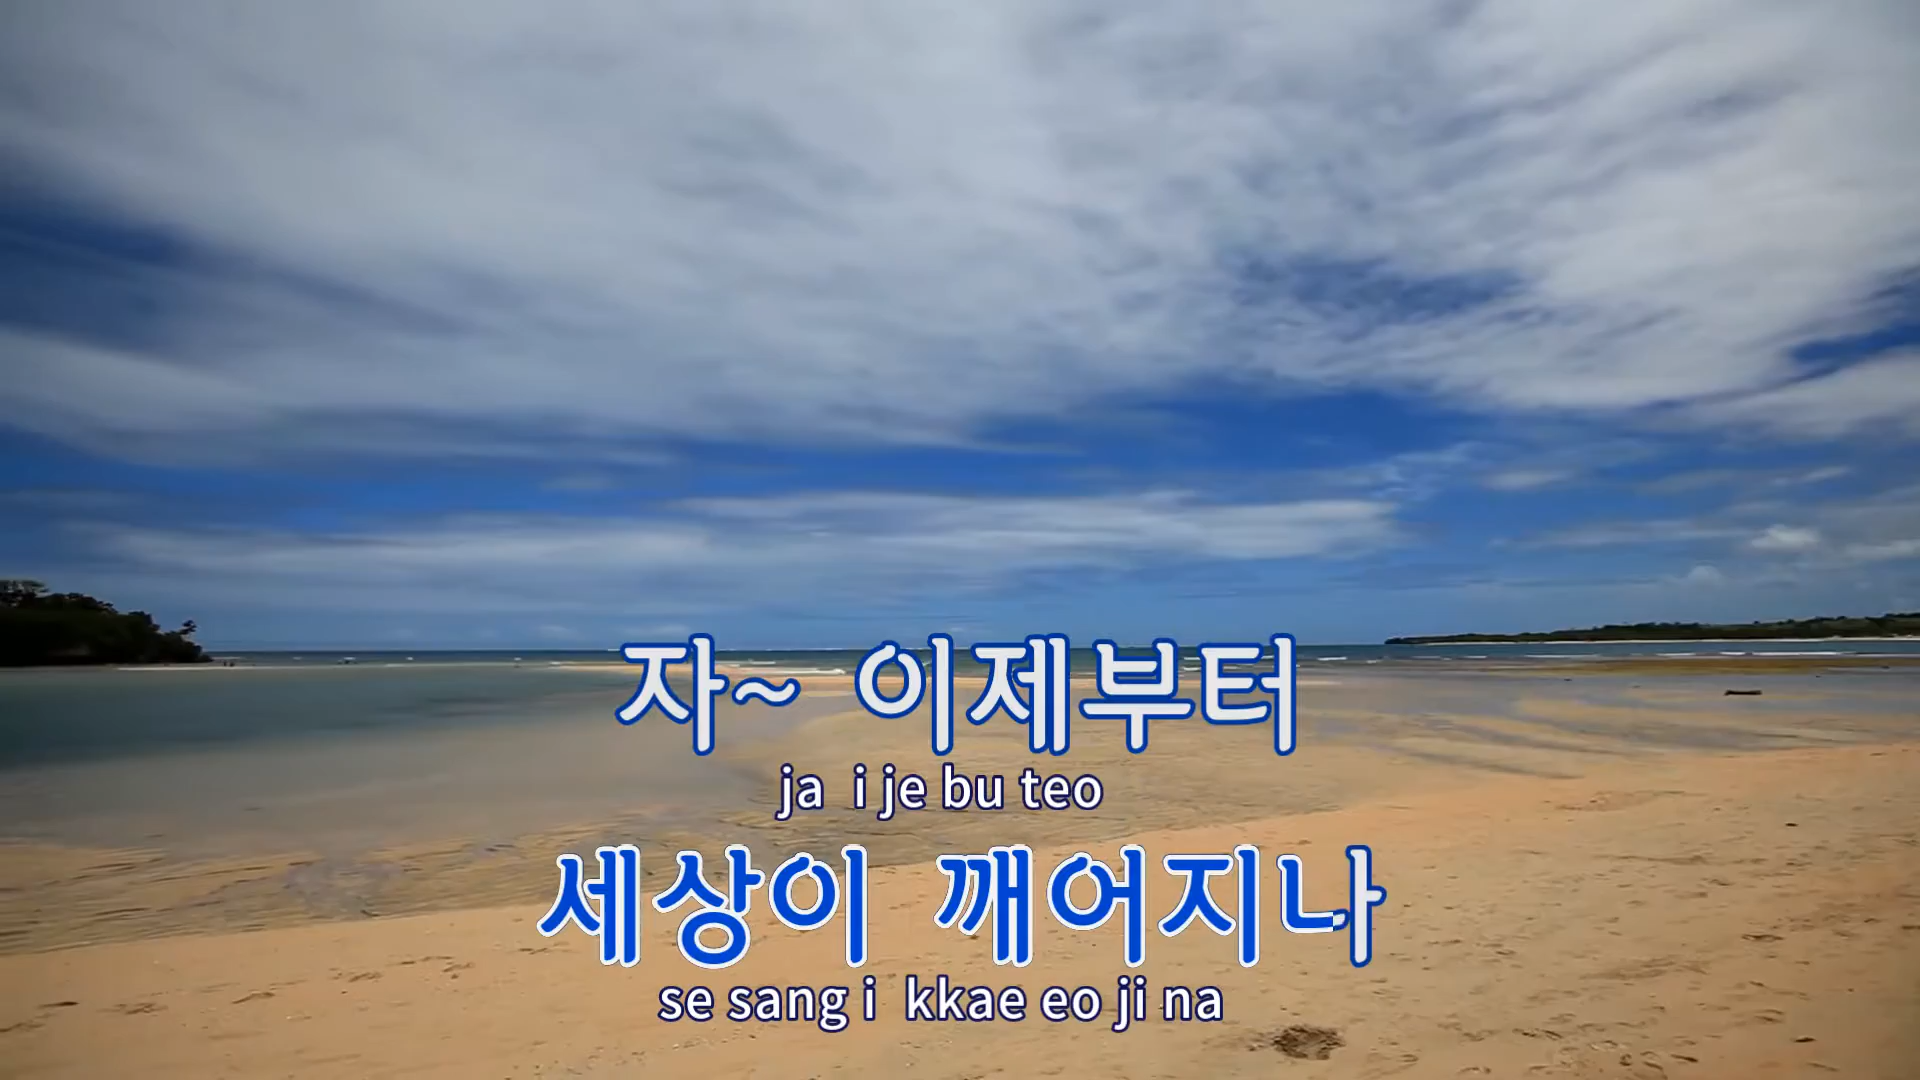 자~ 이제부터
ja i je bu teo
세상이 깨어지나
se sang i kkae eo ji na